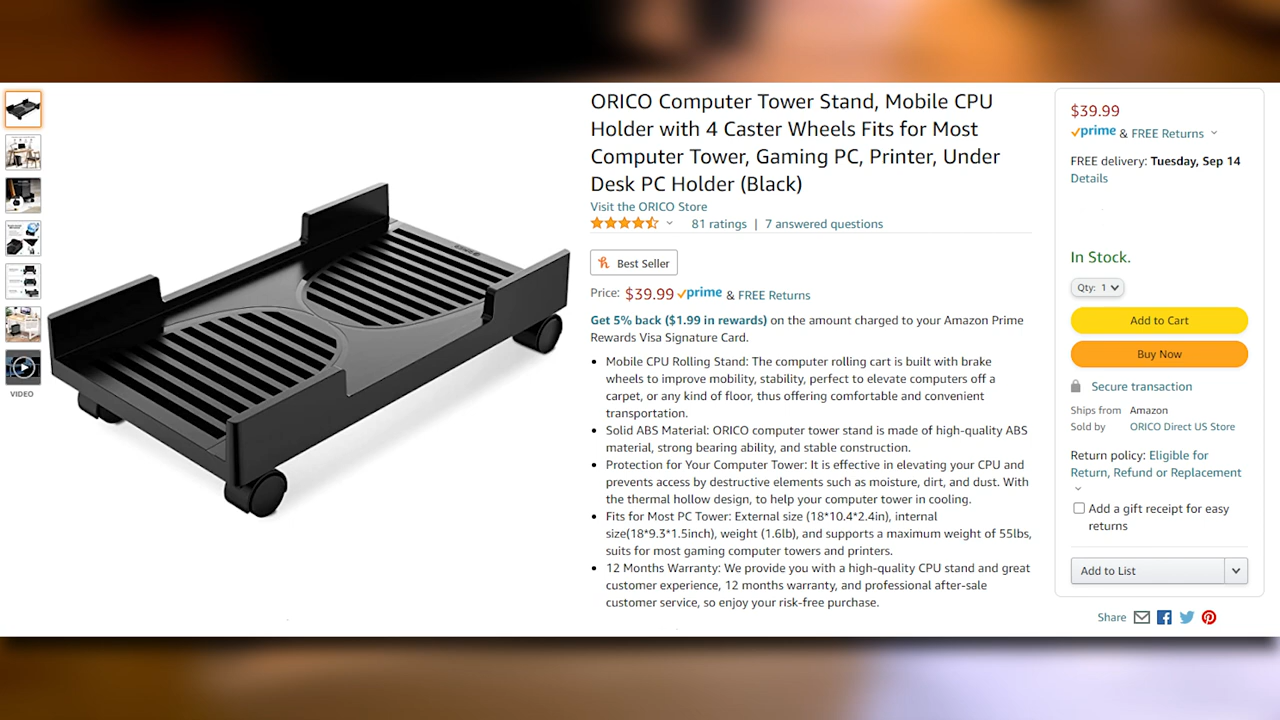 ORICO Computer Tower Stand, Mobile CPU
Holder with 4 Caster Wheels Fits for Most
Computer Tower, Gaming PC, Printer, Under
Desk PC Holder (Black)
Visit the ORICO Store
81 ratings | 7 answered questions
Best Seller
Price: $39.99 prime & FREE Returns
Get 5% back ($1.99 in rewards) on the amount charged to your Amazon Prime
Rewards Visa Signature Card.
• Mobile CPU Rolling Stand: The computer rolling cart is built with brake
wheels to improve mobility, stability, perfect to elevate computers off a
carpet, or any kind of floor, thus offering comfortable and convenient
transportation.
• Solid ABS Material: ORICO computer tower stand is made of high-quality ABS
material, strong bearing ability, and stable construction.
• Protection for Your Computer Tower: It is effective in elevating your CPU and
prevents access by destructive elements such as moisture, dirt, and dust. With
the thermal hollow design, to help your computer tower in cooling.
• Fits for Most PC Tower: External size (18*10.4*2.4in), internal
size(18*9.3*1.5inch), weight (1.6lb), and supports a maximum weight of 55lbs,
suits for most gaming computer towers and printers.
• 12 Months Warranty: We provide you with a high-quality CPU stand and great
customer experience, 12 months warranty, and professional after-sale
customer service, so enjoy your risk-free purchase.
VIDEO
$39.99
prime & FREE Returns
FREE delivery: Tuesday, Sep 14
Details
In Stock.
Qty: 1
Add to Cart
Buy Now
Secure transaction
Ships from Amazon
Sold by ORICO Direct US Store
Return policy: Eligible for
Return, Refund or Replacement
Add a gift receipt for easy
returns
Add to List
Share